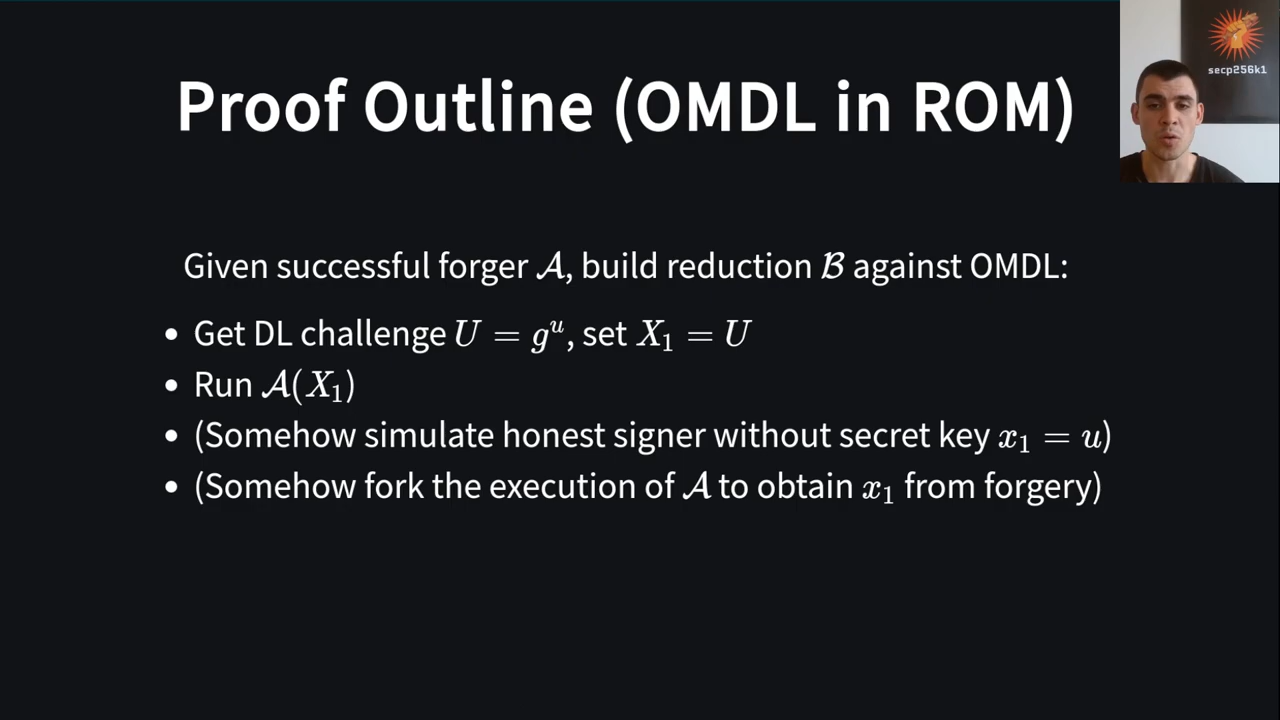 Proof Outline (OMDL in ROM)
secp256k1
Given successful forger 𝒜, build reduction ℬ against OMDL:
• Get DL challenge U = gᵘ, set X₁ = U
• Run 𝒜(X₁)
• (Somehow simulate honest signer without secret key x₁ = u)
• (Somehow fork the execution of 𝒜 to obtain x₁ from forgery)